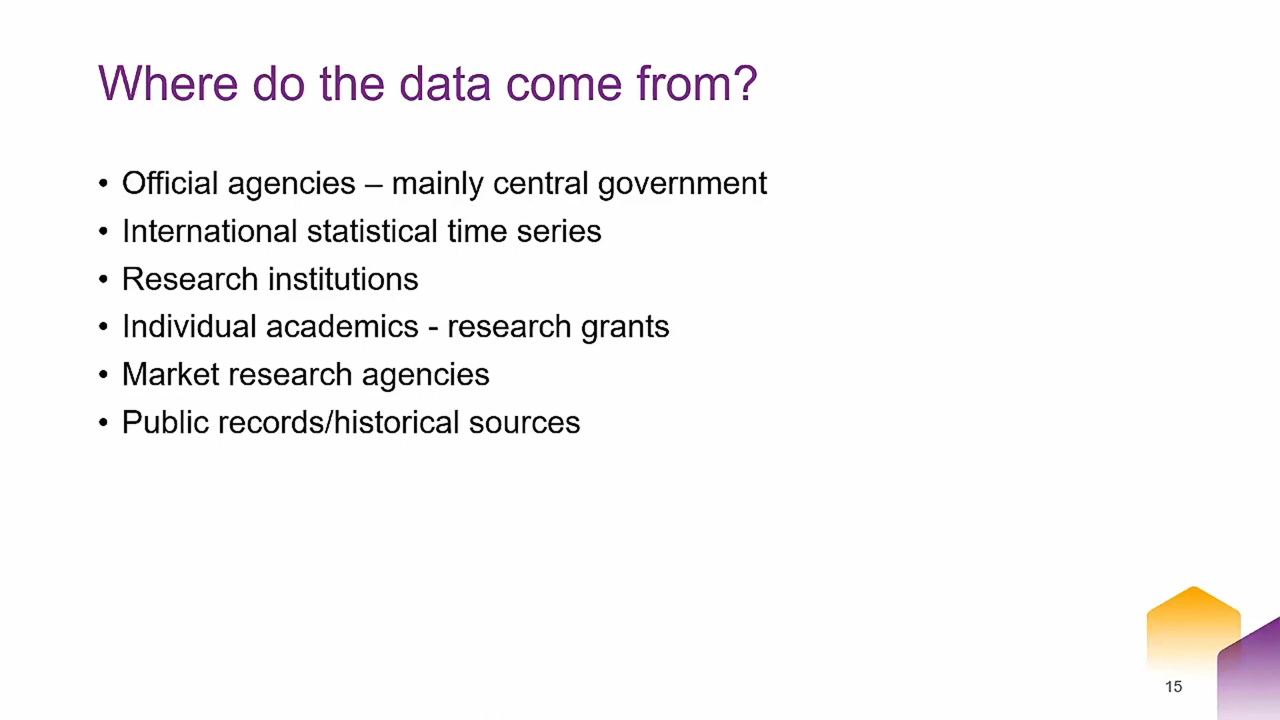 Where do the data come from?
• Official agencies – mainly central government
• International statistical time series
• Research institutions
• Individual academics - research grants
• Market research agencies
• Public records/historical sources
15